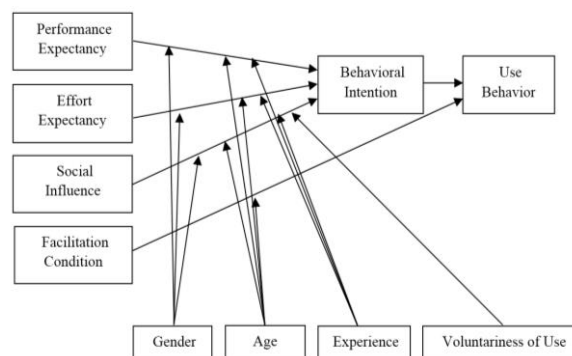 Performance
Expectancy
Effort
Expectancy
Social
Influence
Facilitation
Condition
Behavioral
Intention
Use
Behavior
Gender
Age
Experience
Voluntariness of Use